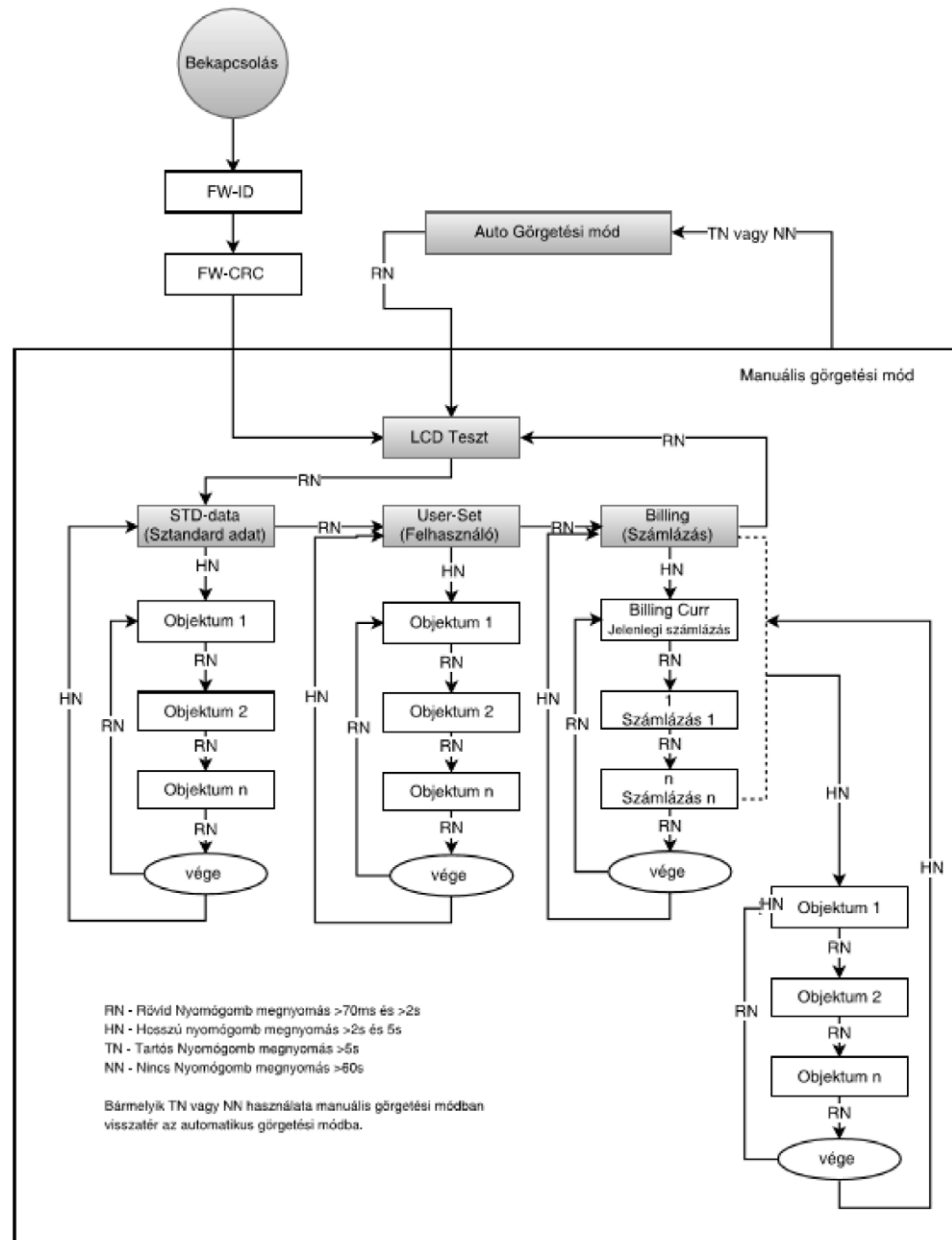 Bekapcsolás
FW-ID
FW-CRC
Auto Görgetési mód
TN vagy NN
RN
Manuális görgetési mód
LCD Teszt
RN
RN
STD-data
(Sztandard adat)
RN
User-Set
(Felhasználó)
RN
Billing
(Számlázás)
HN
Objektum 1
RN
Objektum 2
RN
Objektum n
RN
vége
RN
HN
HN
Objektum 1
RN
Objektum 2
RN
Objektum n
RN
vége
RN
HN
HN
Billing Curr
Jelenlegi számlázás
RN
1
Számlázás 1
RN
n
Számlázás n
RN
vége
RN
HN
HN
HN
HN
Objektum 1
RN
Objektum 2
RN
Objektum n
RN
vége
RN
RN - Rövid Nyomógomb megnyomás >70ms és >2s
HN - Hosszú nyomógomb megnyomás >2s és 5s
TN - Tartós Nyomógomb megnyomás >5s
NN - Nincs Nyomógomb megnyomás >60s
Bármelyik TN vagy NN használata manuális görgetési módban
visszatér az automatikus görgetési módba.